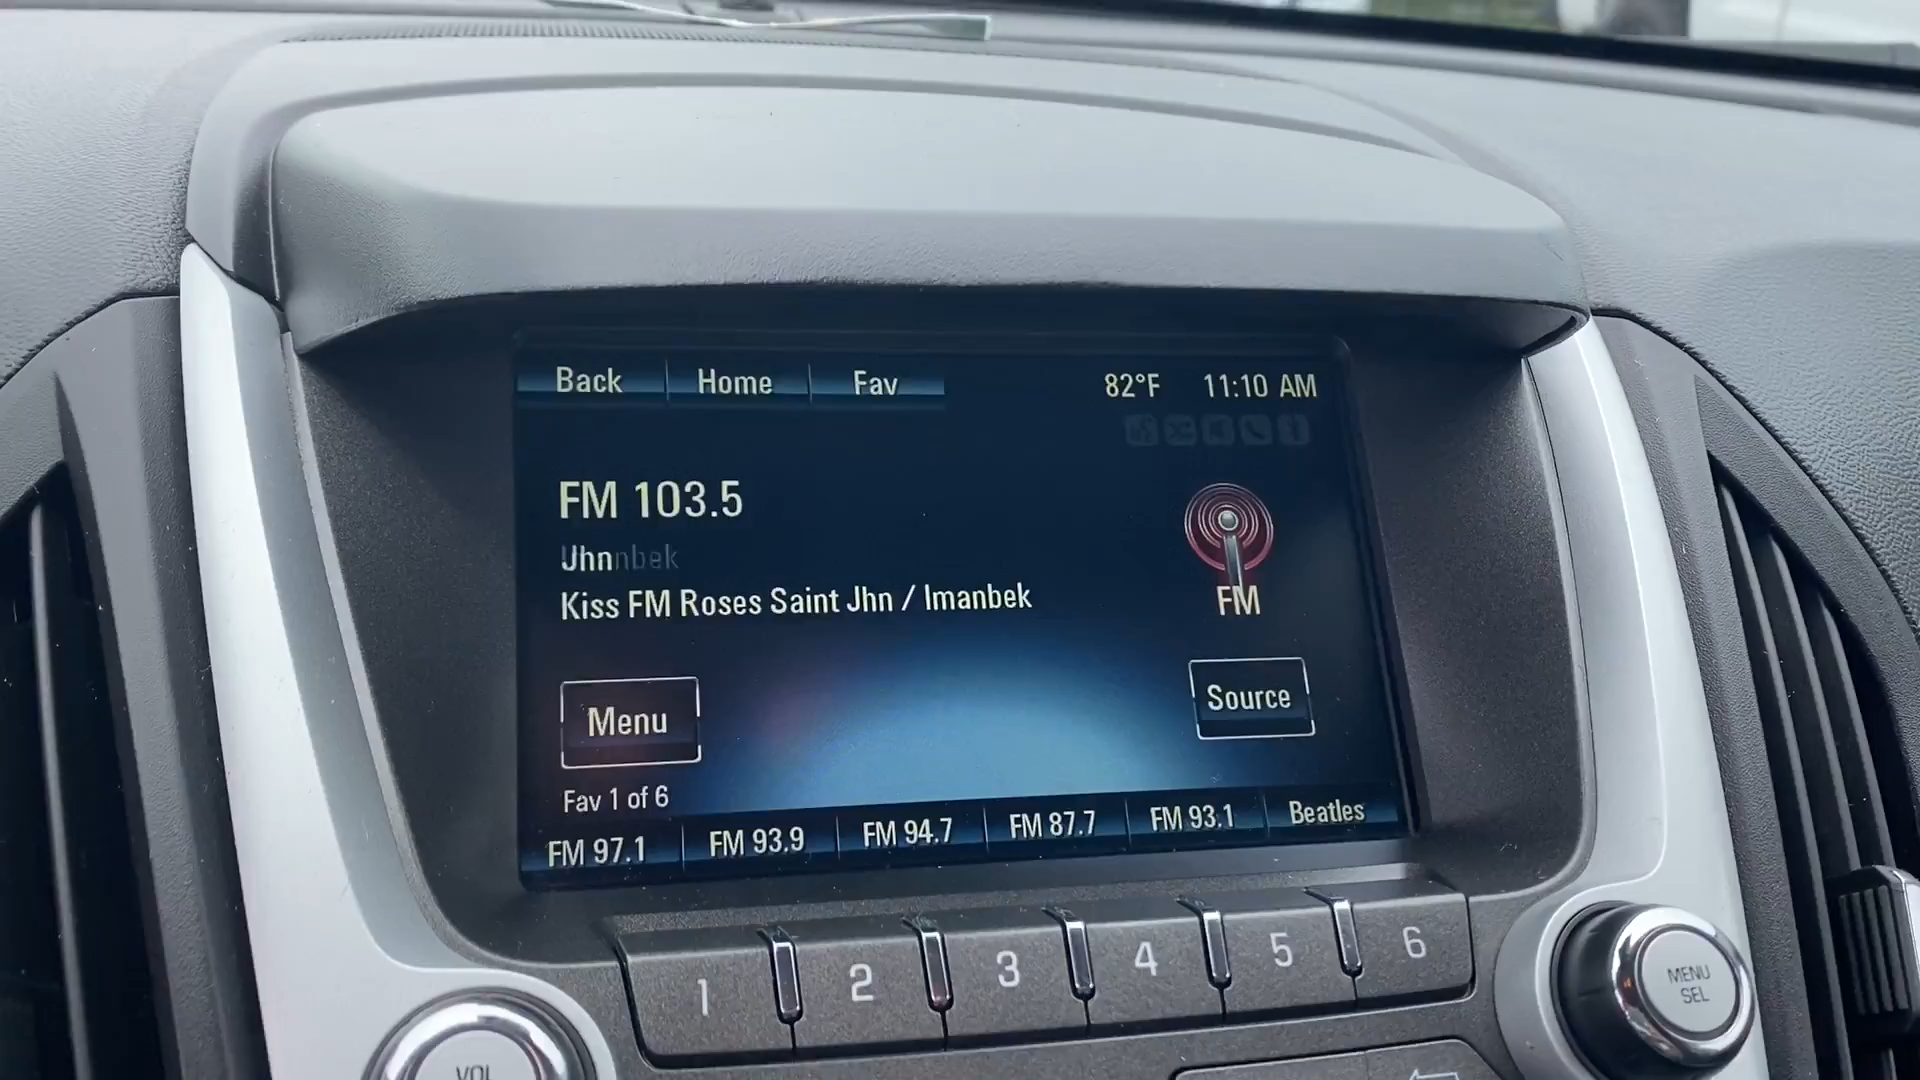 Back Home Fav 82°F 11:10 AM
FM 103.5
Jhn
Kiss FM Roses Saint Jhn / Imanbek
FM
Menu
Source
Fav 1 of 6
FM 97.1 FM 93.9 FM 94.7 FM 87.7 FM 93.1 Beatles
1 2 3 4 5 6
MENU
SEL
VOL